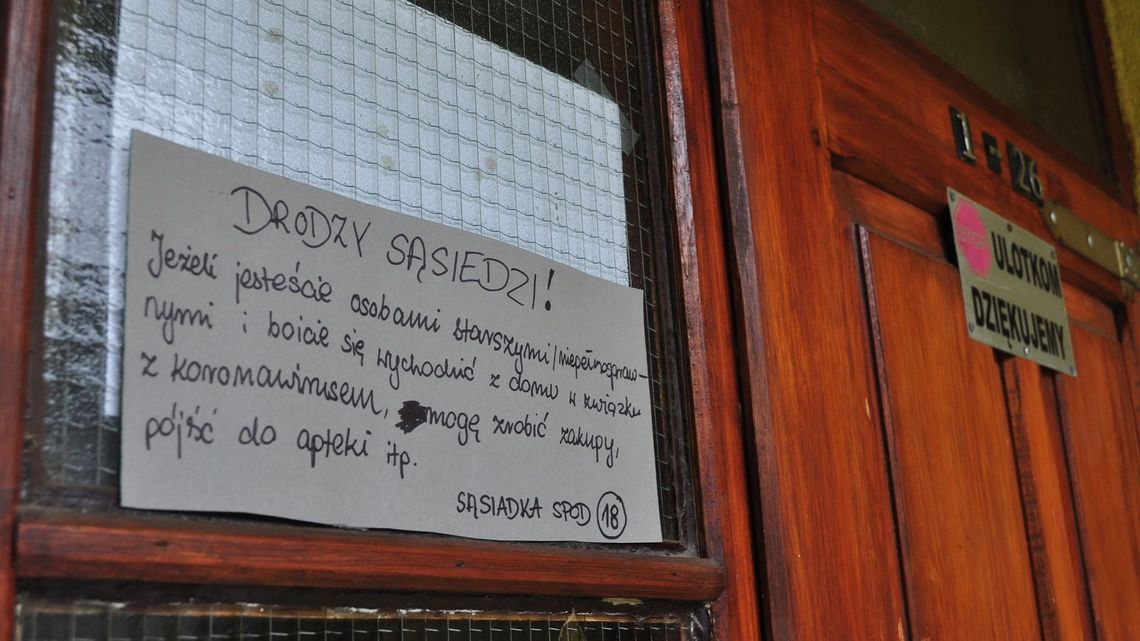 DRODZY SĄSIEDZI!
Jeżeli jesteście osobami starszymi/niepełnospraw-
nymi i boicie się wychodzić z domu w związku
z koronawirusem, mogę zrobić zakupy,
pójść do apteki itp.
SĄSIADKA SPOD 18
1-26
STOP
ULOTKOM
DZIĘKUJEMY